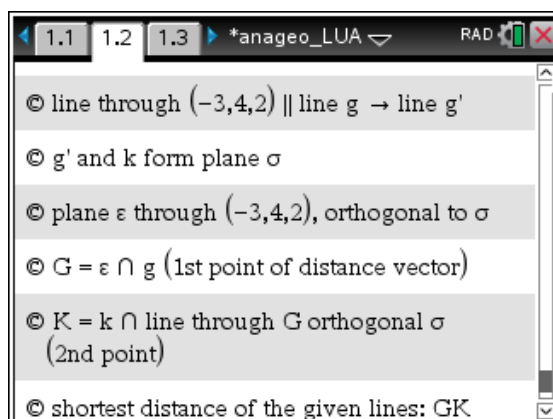 1.1 1.2 1.3 *anageo_LUA RAD
© line through (−3,4,2) || line g → line g'
© g' and k form plane σ
© plane ε through (−3,4,2), orthogonal to σ
© G = ε ∩ g (1st point of distance vector)
© K = k ∩ line through G orthogonal σ
(2nd point)
© shortest distance of the given lines: GK